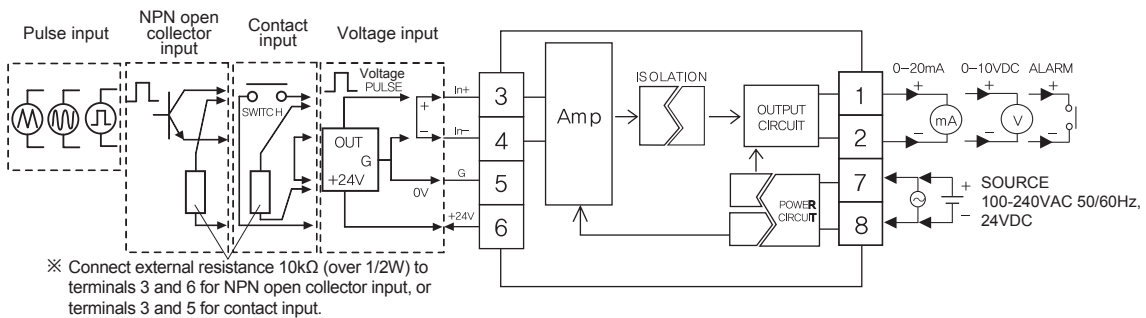 Pulse input
NPN open
collector
input
Contact
input
Voltage input
SWITCH
Voltage
PULSE
OUT
G
+24V
0V
+
−
In+
In−
G
+24V
3
4
5
6
Amp
ISOLATION
OUTPUT
CIRCUIT
POWER
CIRCUIT
1
2
7
8
0−20mA
0−10VDC
ALARM
+
+
+
mA
V
−
−
−
+
−
SOURCE
100-240VAC 50/60Hz,
24VDC
※ Connect external resistance 10kΩ (over 1/2W) to
terminals 3 and 6 for NPN open collector input, or
terminals 3 and 5 for contact input.